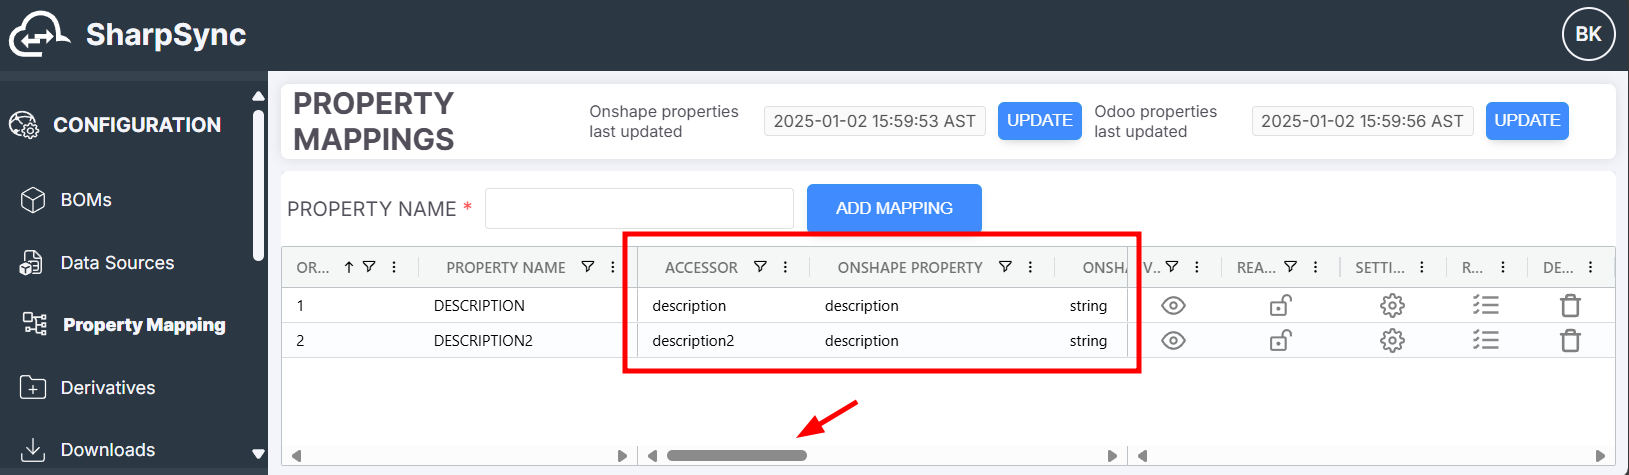 SharpSync
BK
CONFIGURATION
BOMs
Data Sources
Property Mapping
Derivatives
Downloads
PROPERTY
MAPPINGS
Onshape properties
last updated
2025-01-02 15:59:53 AST
UPDATE
Odoo properties
last updated
2025-01-02 15:59:56 AST
UPDATE
PROPERTY NAME *
ADD MAPPING
OR... PROPERTY NAME ACCESSOR ONSHAPE PROPERTY ONSHA V... REA... SETTI... R... DE...
1 DESCRIPTION description description string
2 DESCRIPTION2 description2 description string